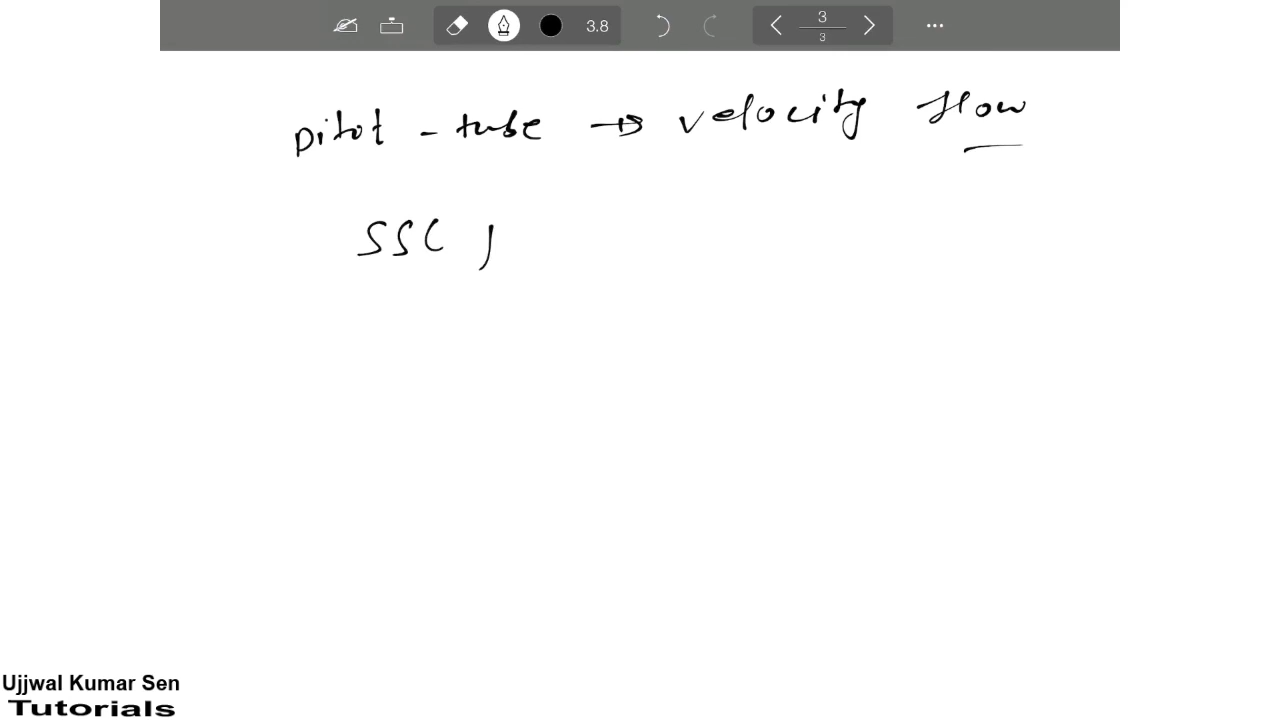 3.8
3
3
pitot - tube → velocity flow
SSC J
Ujjwal Kumar Sen
Tutorials